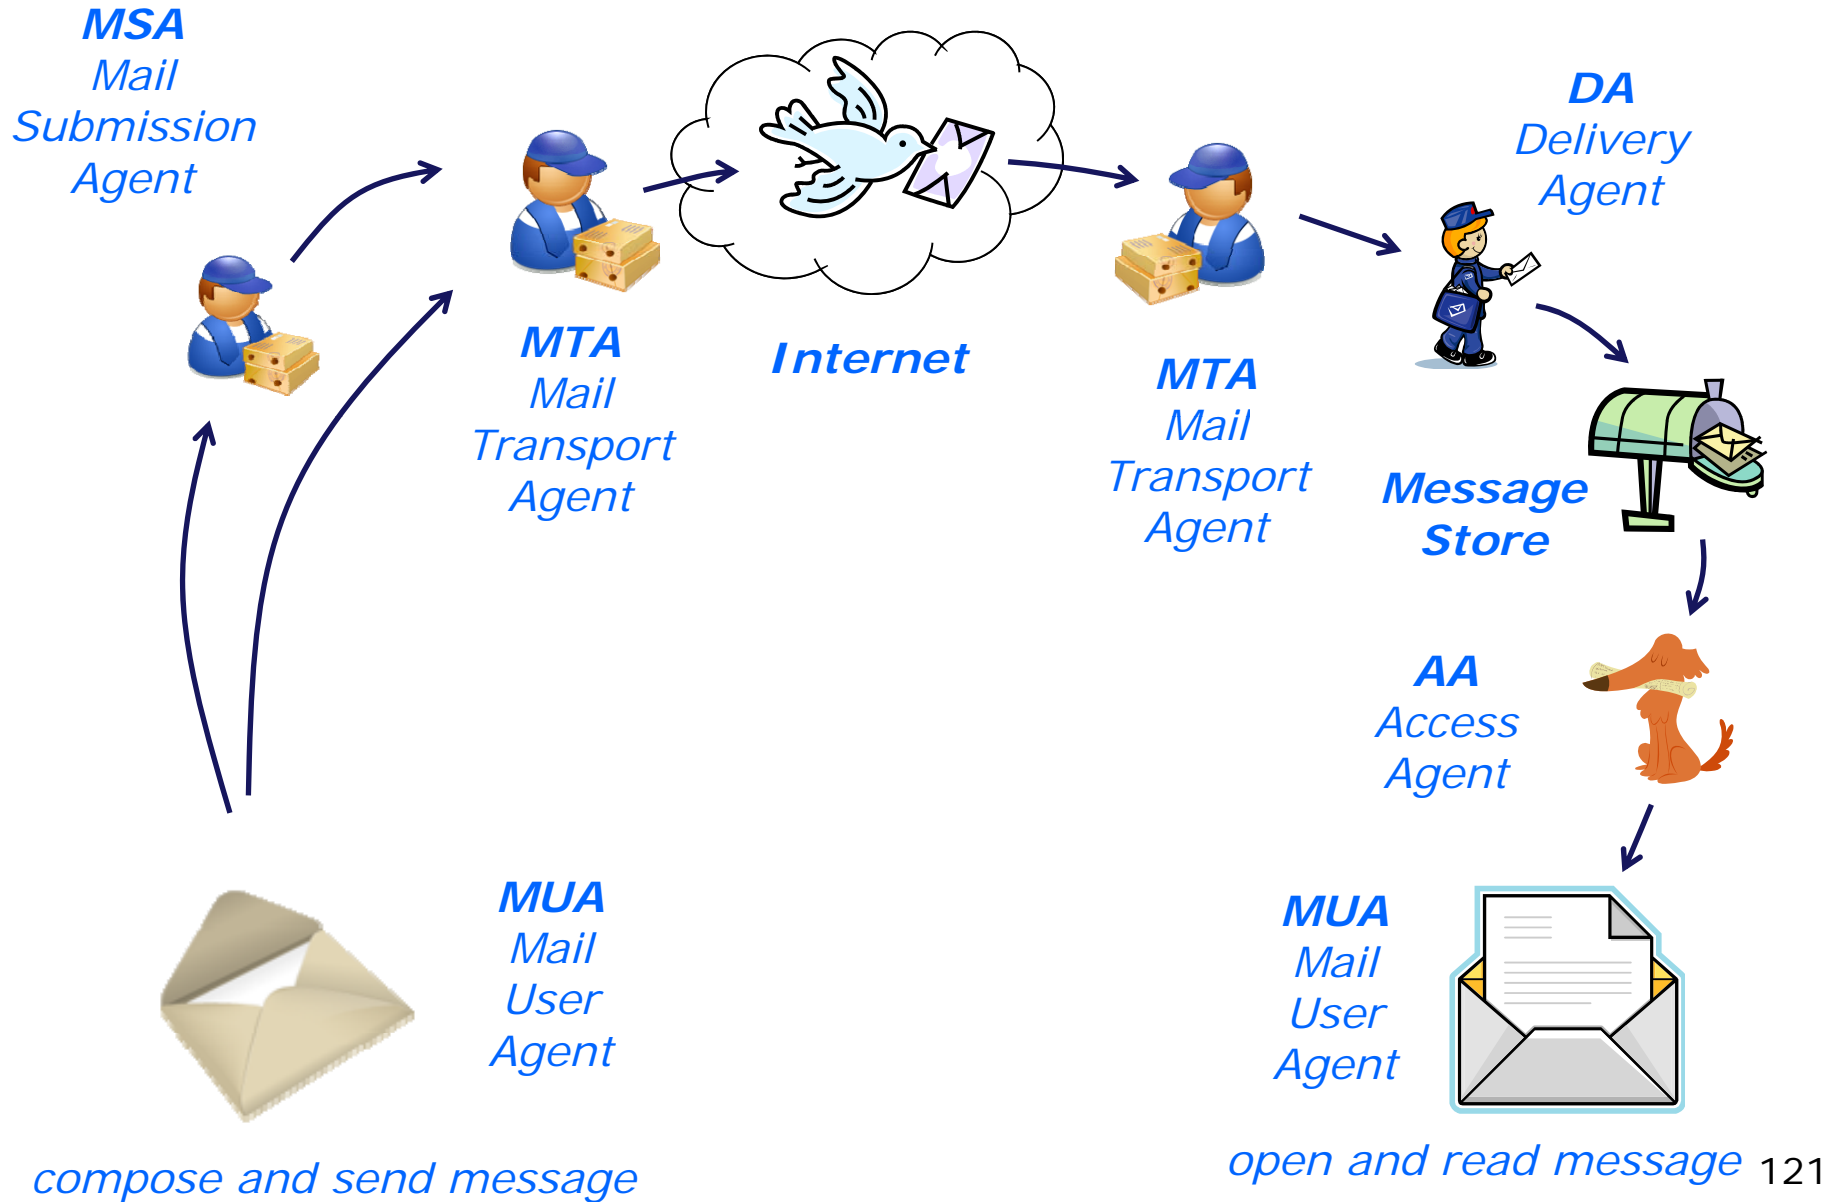 MSA
Mail
Submission
Agent
MTA
Mail
Transport
Agent
Internet
MTA
Mail
Transport
Agent
DA
Delivery
Agent
Message
Store
AA
Access
Agent
MUA
Mail
User
Agent
compose and send message
MUA
Mail
User
Agent
open and read message
121